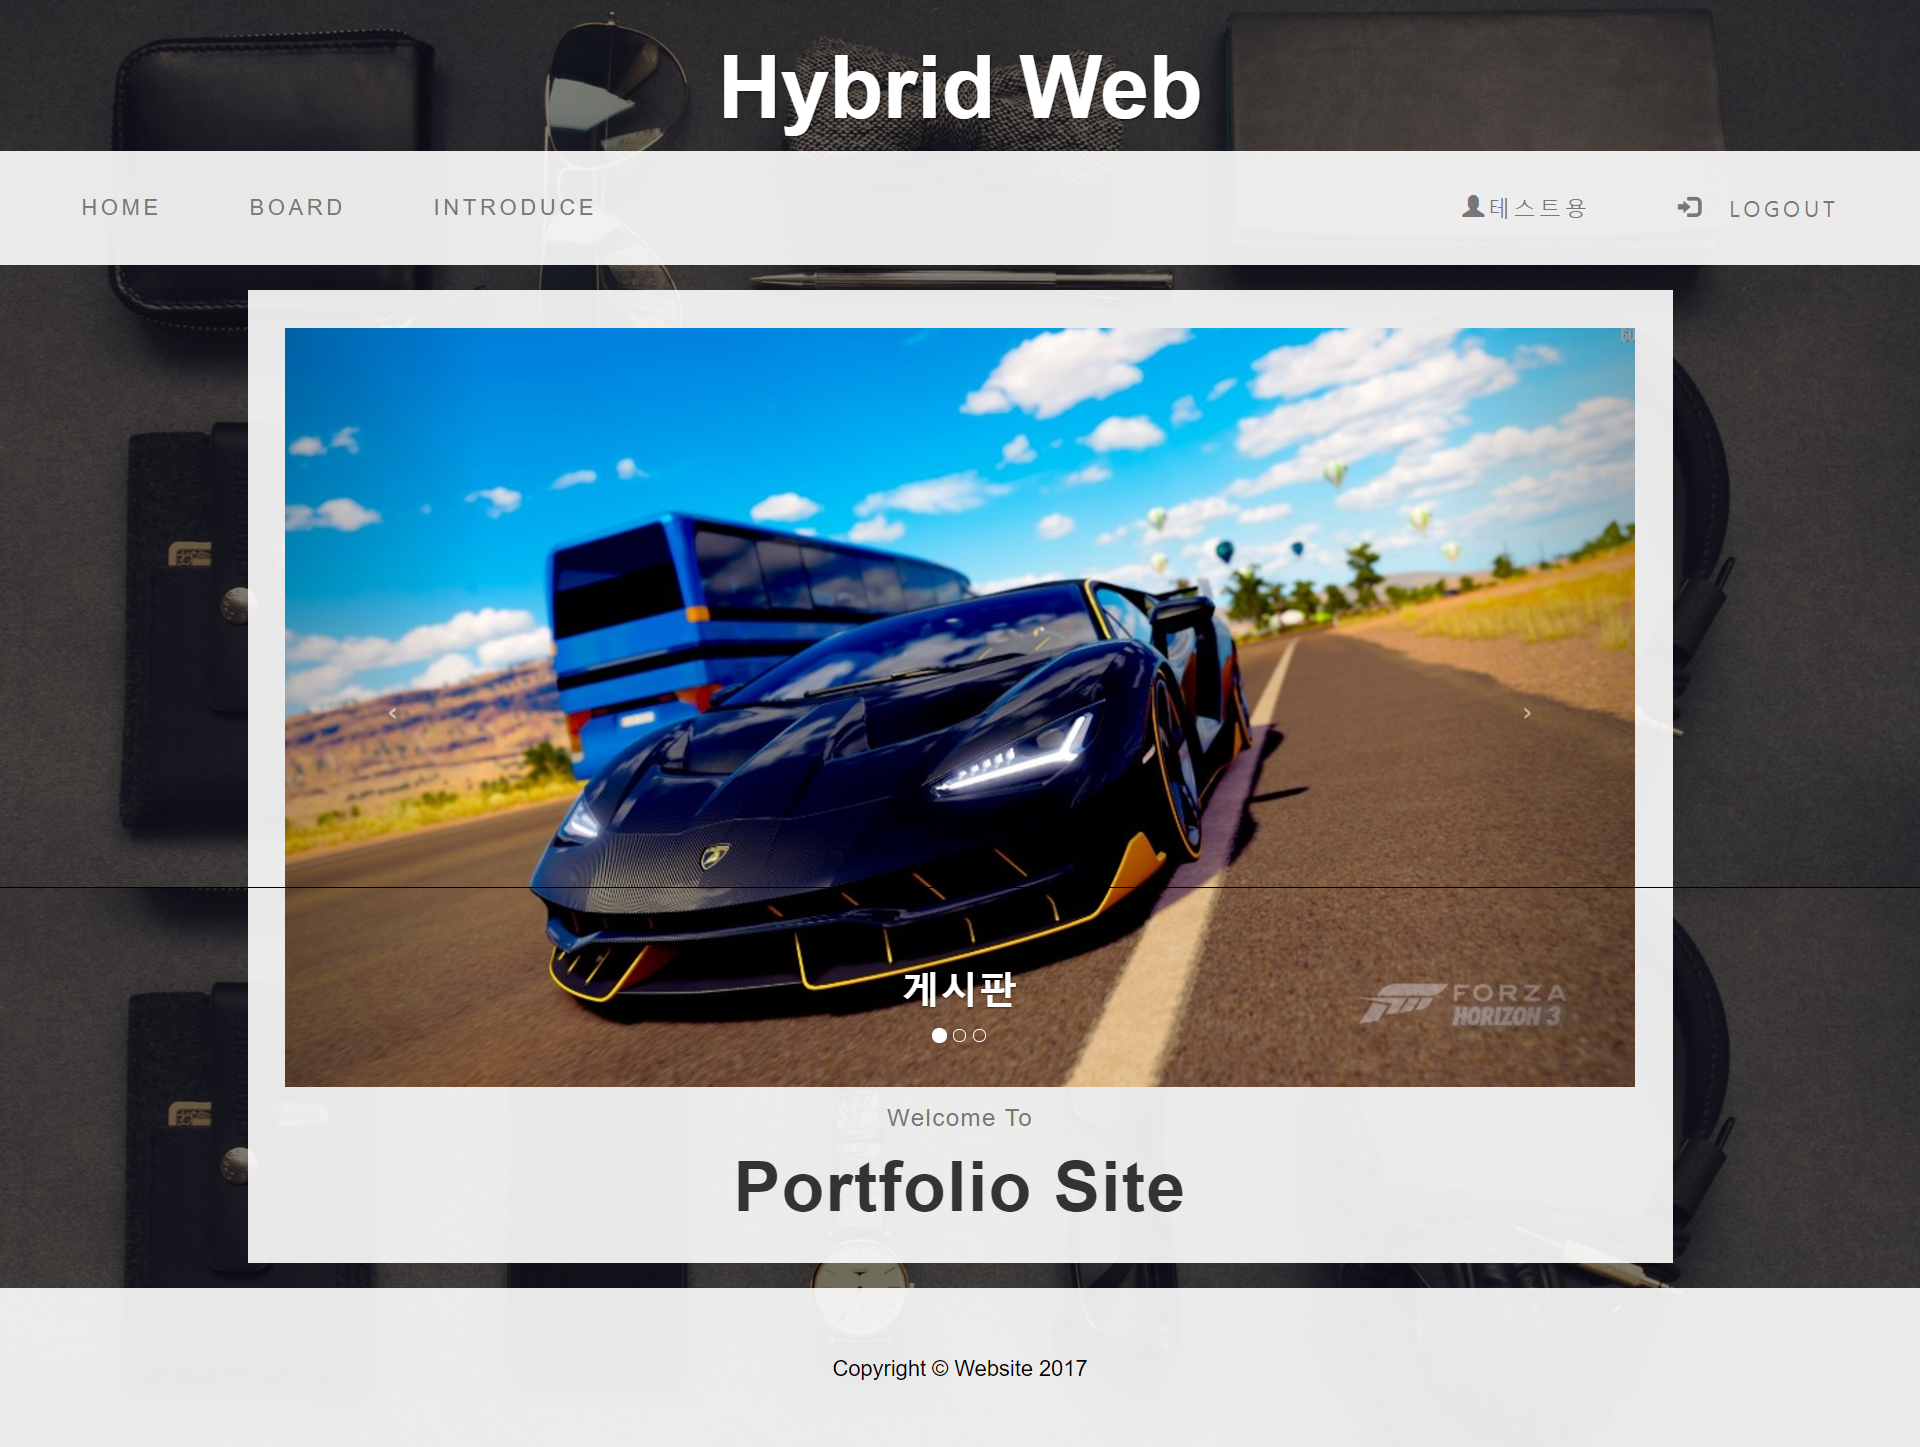 Hybrid Web
HOME BOARD INTRODUCE 테스트용 LOGOUT
60
게시판
FORZA
HORIZON 3
Welcome To
Portfolio Site
Copyright © Website 2017